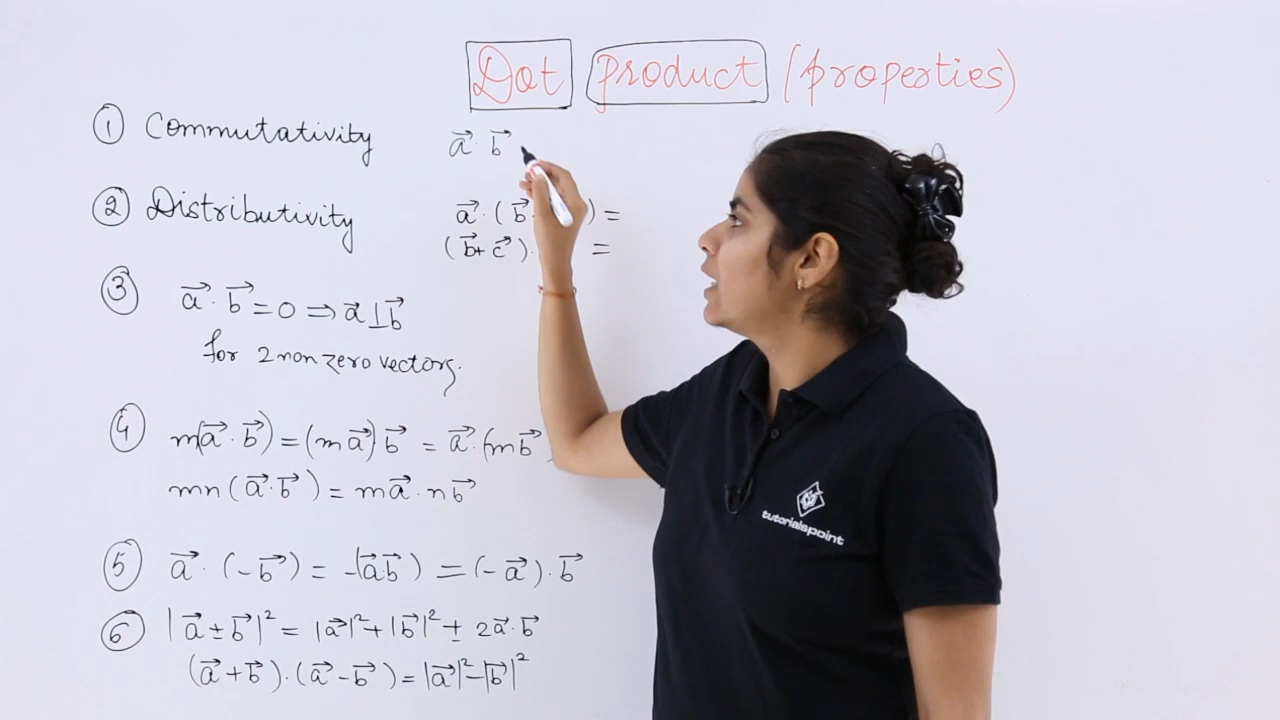 Dot product (properties)
① Commutativity a⃗ · b⃗
② Distributivity a⃗ · ( b⃗ ) =
( b⃗ + c⃗ ) · =
③ a⃗ · b⃗ = 0 ⇒ a⃗ ⊥ b⃗
for 2 non zero vectors.
④ m(a⃗ · b⃗) = (m a⃗) b⃗ = a⃗ · (m b⃗
mn (a⃗ · b⃗) = m a⃗ · n b⃗
⑤ a⃗ · (-b⃗) = -(a⃗ b⃗) = (-a⃗) · b⃗
⑥ |a⃗ ± b⃗|² = |a⃗|² + |b⃗|² ± 2a⃗ · b⃗
(a⃗ + b⃗) · (a⃗ - b⃗) = |a⃗|² - |b⃗|²
tutorialspoint